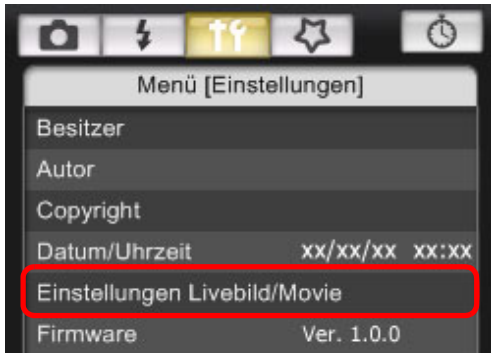 Menü [Einstellungen]
Besitzer
Autor
Copyright
Datum/Uhrzeit xx/xx/xx xx:xx
Einstellungen Livebild/Movie
Firmware Ver. 1.0.0